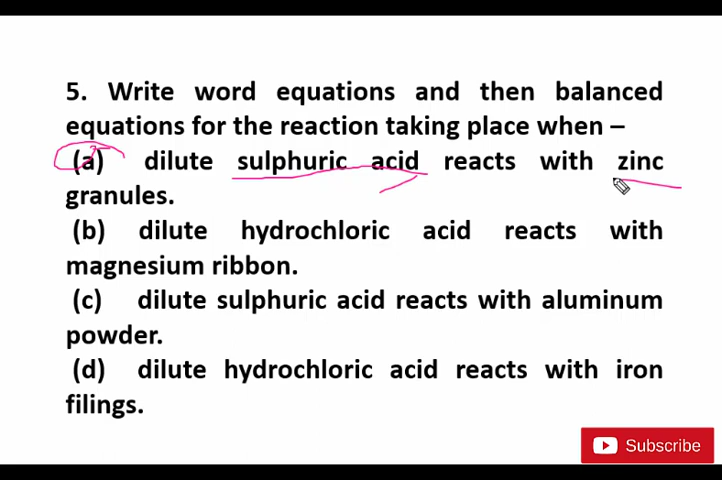 5. Write word equations and then balanced
equations for the reaction taking place when –
(a) dilute sulphuric acid reacts with zinc
granules.
(b) dilute hydrochloric acid reacts with
magnesium ribbon.
(c) dilute sulphuric acid reacts with aluminum
powder.
(d) dilute hydrochloric acid reacts with iron
filings.
Subscribe